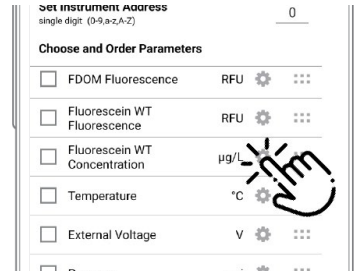 Set Instrument Address
single digit (0-9,a-z,A-Z)
0
Choose and Order Parameters
FDOM Fluorescence RFU
Fluorescein WT
Fluorescence RFU
Fluorescein WT
Concentration µg/L
Temperature °C
External Voltage V